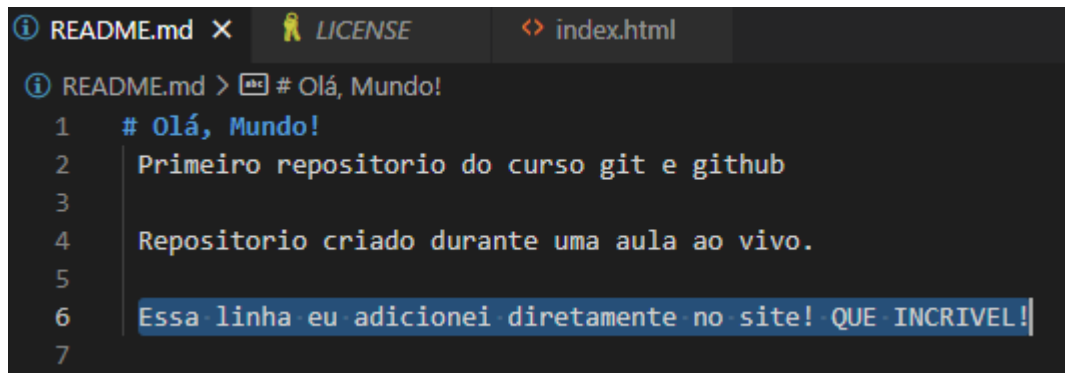 README.md LICENSE index.html
README.md > abc # Olá, Mundo!
1 # Olá, Mundo!
2 Primeiro repositorio do curso git e github
3
4 Repositorio criado durante uma aula ao vivo.
5
6 Essa linha eu adicionei diretamente no site! QUE INCRIVEL!
7